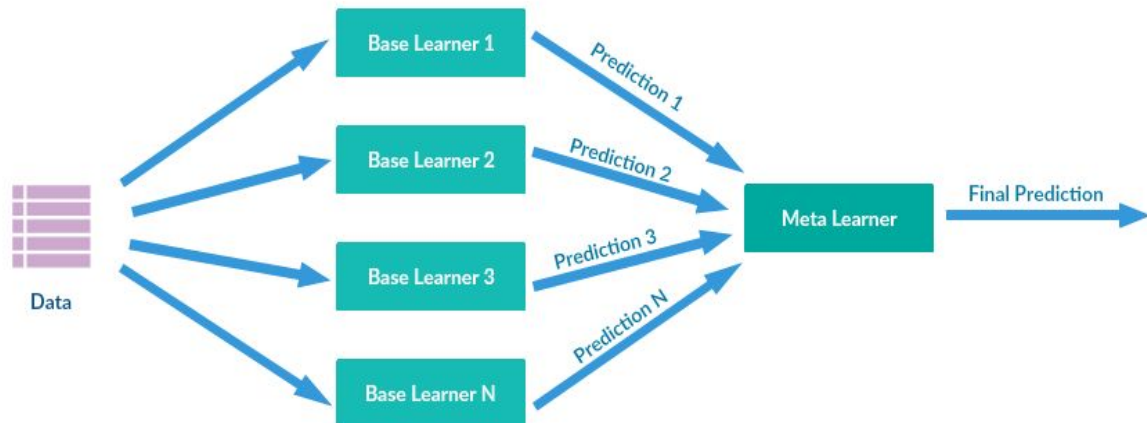 Data
Base Learner 1
Base Learner 2
Base Learner 3
Base Learner N
Prediction 1
Prediction 2
Prediction 3
Prediction N
Meta Learner
Final Prediction